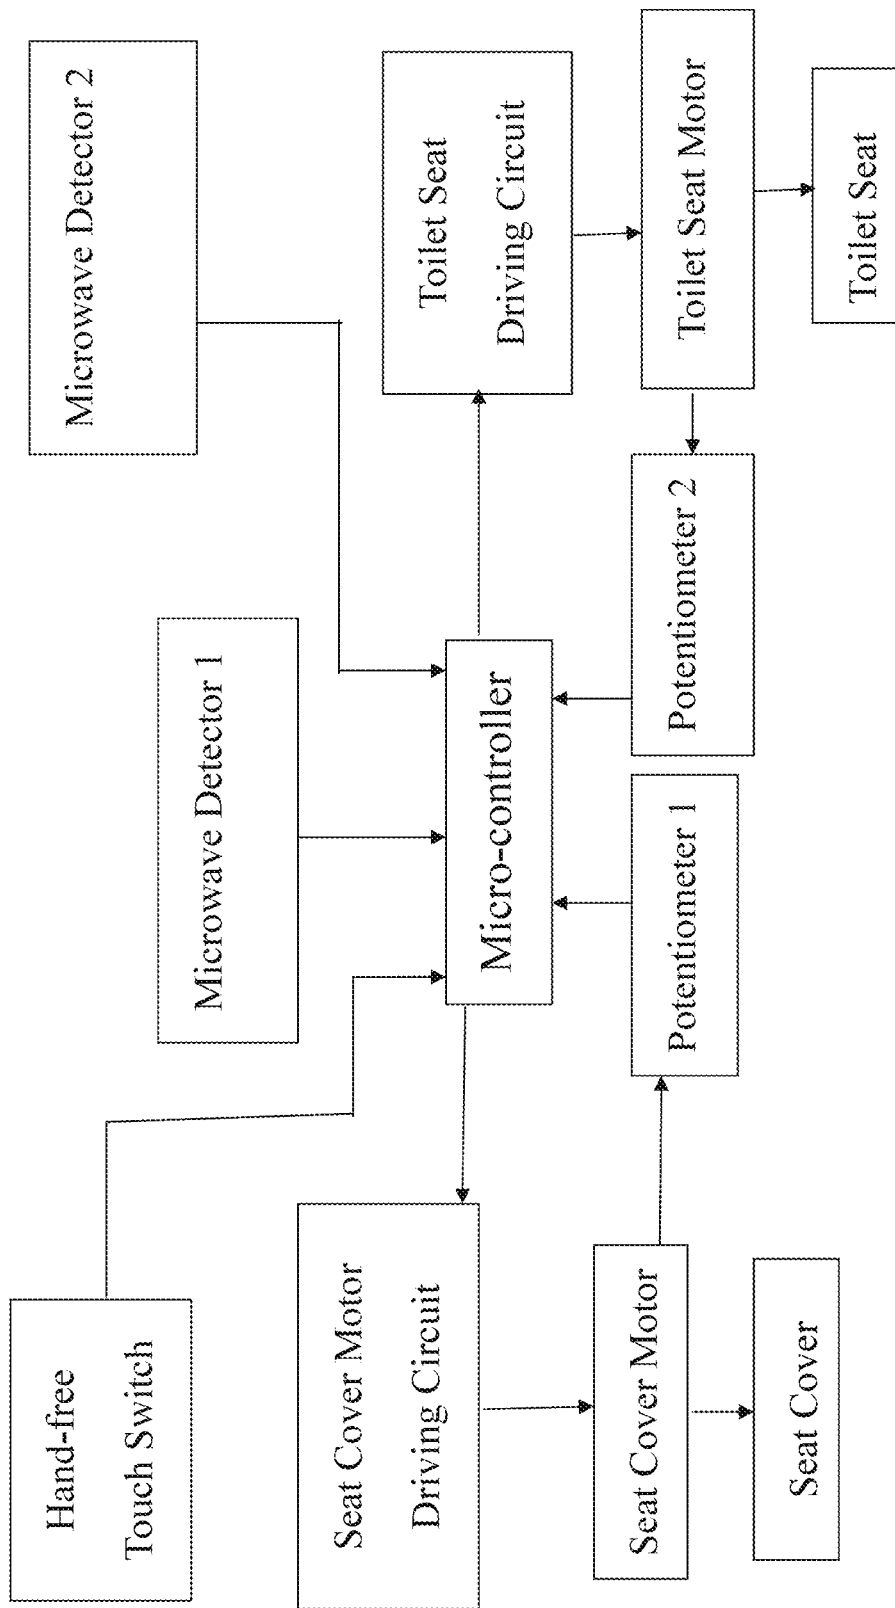 Hand-free
Touch Switch
Microwave Detector 1
Microwave Detector 2
Seat Cover Motor
Driving Circuit
Micro-controller
Toilet Seat
Driving Circuit
Seat Cover Motor
Potentiometer 1
Potentiometer 2
Toilet Seat Motor
Seat Cover
Toilet Seat